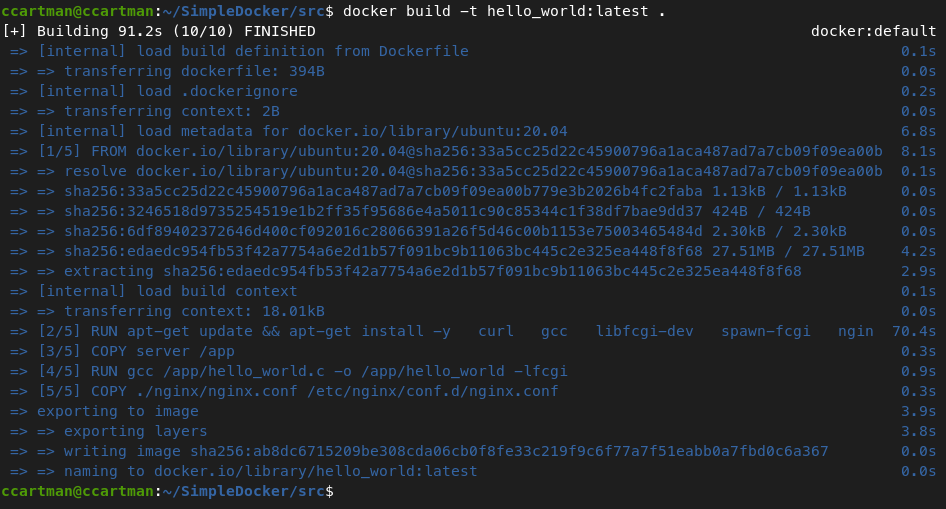 ccartman@ccartman:~/SimpleDocker/src$ docker build -t hello_world:latest .
[+] Building 91.2s (10/10) FINISHED docker:default
=> [internal] load build definition from Dockerfile 0.1s
=> => transferring dockerfile: 394B 0.0s
=> [internal] load .dockerignore 0.2s
=> => transferring context: 2B 0.0s
=> [internal] load metadata for docker.io/library/ubuntu:20.04 6.8s
=> [1/5] FROM docker.io/library/ubuntu:20.04@sha256:33a5cc25d22c45900796a1aca487ad7a7cb09f09ea00b 8.1s
=> => resolve docker.io/library/ubuntu:20.04@sha256:33a5cc25d22c45900796a1aca487ad7a7cb09f09ea00b 0.1s
=> => sha256:33a5cc25d22c45900796a1aca487ad7a7cb09f09ea00b779e3b2026b4fc2faba 1.13kB / 1.13kB 0.0s
=> => sha256:3246518d9735254519e1b2ff35f95686e4a5011c90c85344c1f38df7bae9dd37 424B / 424B 0.0s
=> => sha256:6df89402372646d400cf092016c28066391a26f5d46c00b1153e75003465484d 2.30kB / 2.30kB 0.0s
=> => sha256:edaedc954fb53f42a7754a6e2d1b57f091bc9b11063bc445c2e325ea448f8f68 27.51MB / 27.51MB 4.2s
=> => extracting sha256:edaedc954fb53f42a7754a6e2d1b57f091bc9b11063bc445c2e325ea448f8f68 2.9s
=> [internal] load build context 0.1s
=> => transferring context: 18.01kB 0.0s
=> [2/5] RUN apt-get update && apt-get install -y   curl   gcc   libfcgi-dev   spawn-fcgi   ngin 70.4s
=> [3/5] COPY server /app 0.3s
=> [4/5] RUN gcc /app/hello_world.c -o /app/hello_world -lfcgi 0.9s
=> [5/5] COPY ./nginx/nginx.conf /etc/nginx/conf.d/nginx.conf 0.3s
=> exporting to image 3.9s
=> => exporting layers 3.8s
=> => writing image sha256:ab8dc6715209be308cda06cb0f8fe33c219f9c6f77a7f51eabb0a7fbd0c6a367 0.0s
=> => naming to docker.io/library/hello_world:latest 0.0s
ccartman@ccartman:~/SimpleDocker/src$